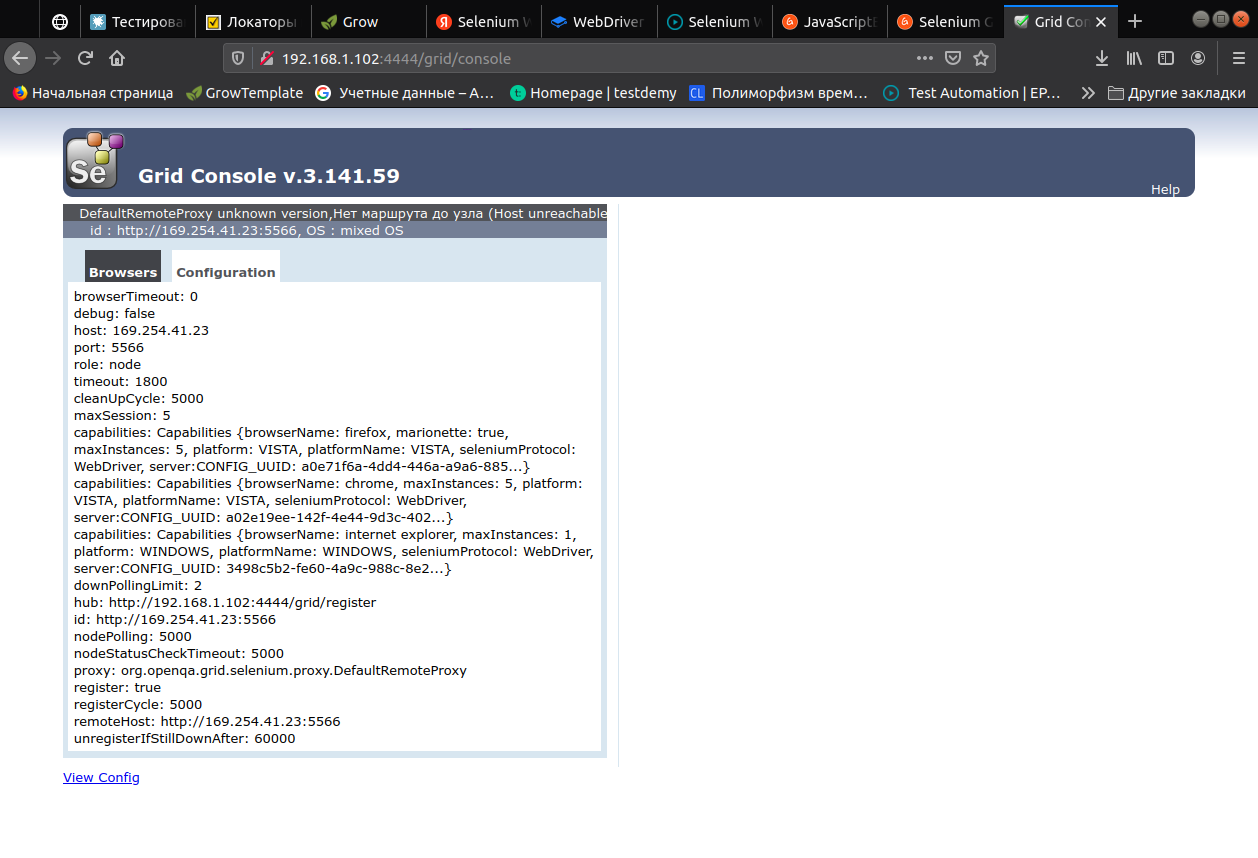 Тестирова
Локаторы
Grow
Selenium W
WebDriver
Selenium W
JavaScriptE
Selenium G
Grid Con
192.168.1.102:4444/grid/console
Начальная страница
GrowTemplate
Учетные данные – A…
Homepage | testdemy
CL
Полиморфизм врем…
Test Automation | EP…
Другие закладки
Se
Grid Console v.3.141.59
Help
DefaultRemoteProxy unknown version,Нет маршрута до узла (Host unreachable
id : http://169.254.41.23:5566, OS : mixed OS
Browsers
Configuration
browserTimeout: 0
debug: false
host: 169.254.41.23
port: 5566
role: node
timeout: 1800
cleanUpCycle: 5000
maxSession: 5
capabilities: Capabilities {browserName: firefox, marionette: true,
maxInstances: 5, platform: VISTA, platformName: VISTA, seleniumProtocol:
WebDriver, server:CONFIG_UUID: a0e71f6a-4dd4-446a-a9a6-885...}
capabilities: Capabilities {browserName: chrome, maxInstances: 5, platform:
VISTA, platformName: VISTA, seleniumProtocol: WebDriver,
server:CONFIG_UUID: a02e19ee-142f-4e44-9d3c-402...}
capabilities: Capabilities {browserName: internet explorer, maxInstances: 1,
platform: WINDOWS, platformName: WINDOWS, seleniumProtocol: WebDriver,
server:CONFIG_UUID: 3498c5b2-fe60-4a9c-988c-8e2...}
downPollingLimit: 2
hub: http://192.168.1.102:4444/grid/register
id: http://169.254.41.23:5566
nodePolling: 5000
nodeStatusCheckTimeout: 5000
proxy: org.openqa.grid.selenium.proxy.DefaultRemoteProxy
register: true
registerCycle: 5000
remoteHost: http://169.254.41.23:5566
unregisterIfStillDownAfter: 60000
View Config